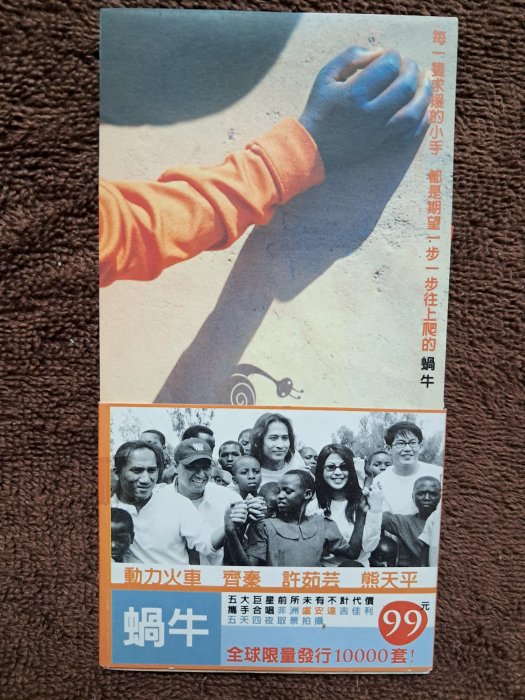 每一隻求援的小手 都是期望一步一步往上爬的 蝸牛
動力火車 齊秦 許茹芸 熊天平
蝸牛
五大巨星前所未有不計代價
攜手合唱非洲盧安達吉佳利
五天四夜取景拍攝
99元
全球限量發行10000套!